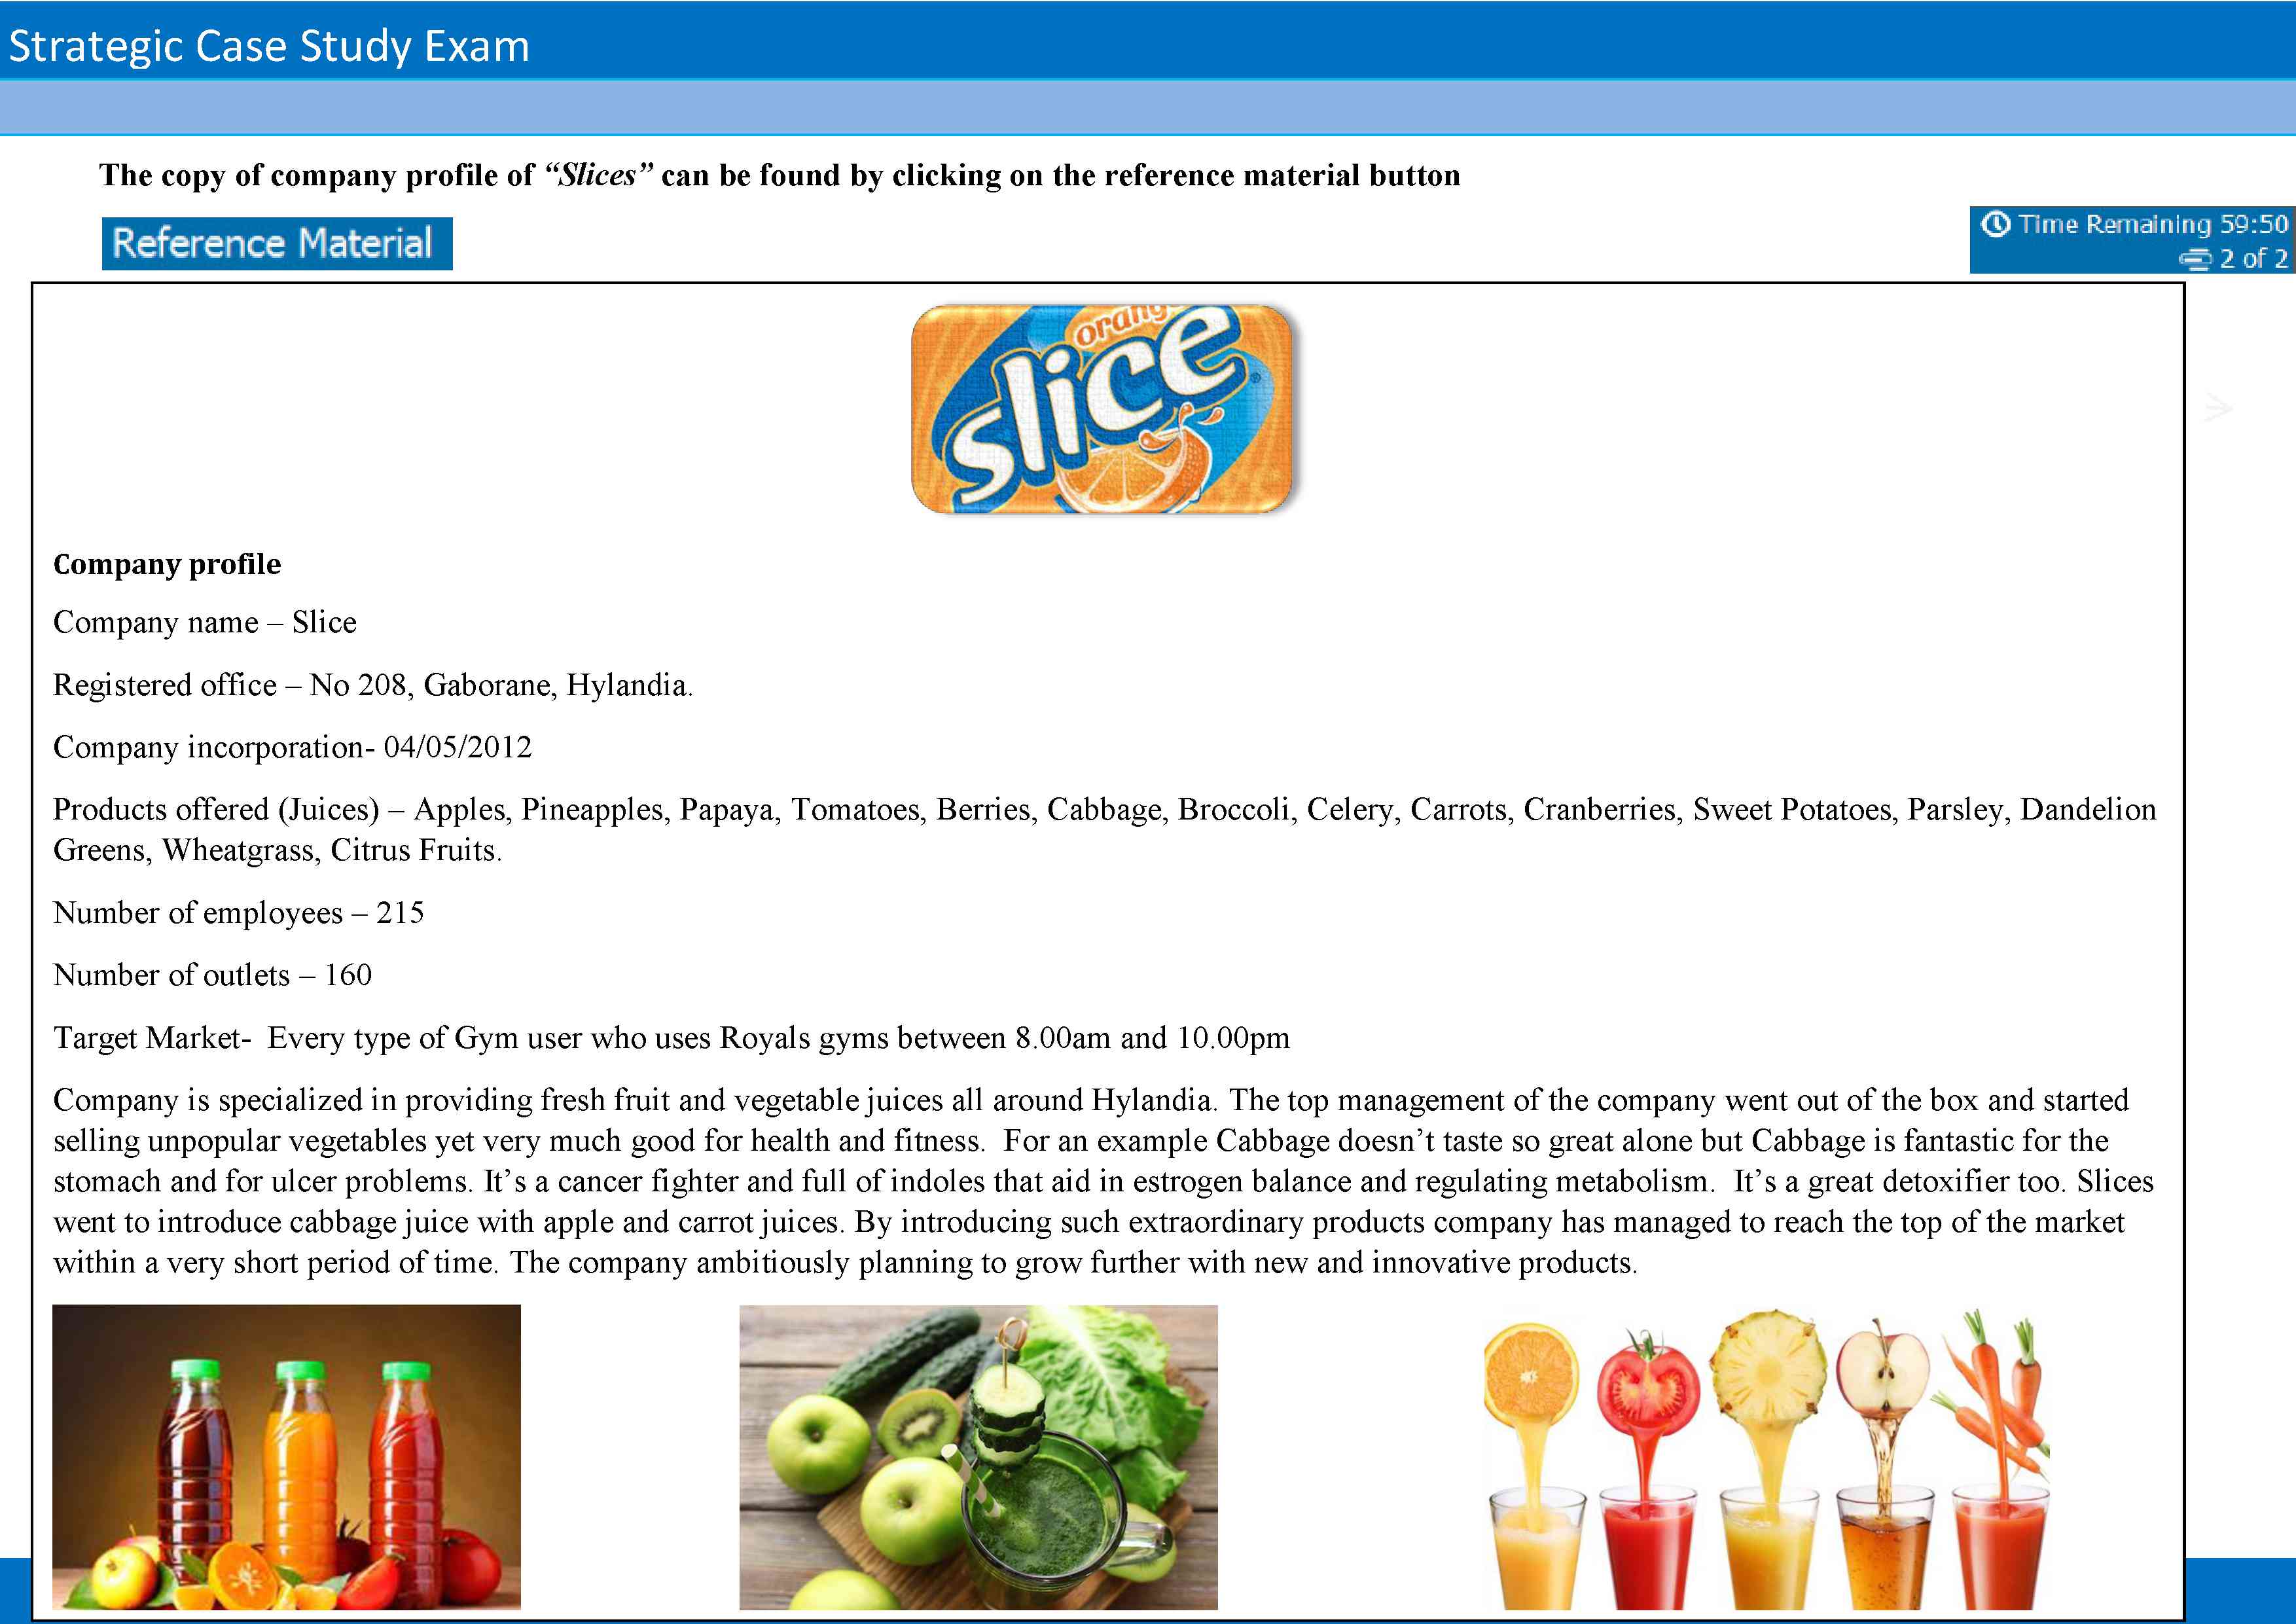 Strategic Case Study Exam
The copy of company profile of “Slices” can be found by clicking on the reference material button
Reference Material
Time Remaining 59:50
2 of 2
orang
slice
Company profile
Company name – Slice
Registered office – No 208, Gaborane, Hylandia.
Company incorporation- 04/05/2012
Products offered (Juices) – Apples, Pineapples, Papaya, Tomatoes, Berries, Cabbage, Broccoli, Celery, Carrots, Cranberries, Sweet Potatoes, Parsley, Dandelion
Greens, Wheatgrass, Citrus Fruits.
Number of employees – 215
Number of outlets – 160
Target Market-  Every type of Gym user who uses Royals gyms between 8.00am and 10.00pm
Company is specialized in providing fresh fruit and vegetable juices all around Hylandia. The top management of the company went out of the box and started
selling unpopular vegetables yet very much good for health and fitness.  For an example Cabbage doesn’t taste so great alone but Cabbage is fantastic for the
stomach and for ulcer problems. It’s a cancer fighter and full of indoles that aid in estrogen balance and regulating metabolism.  It’s a great detoxifier too. Slices
went to introduce cabbage juice with apple and carrot juices. By introducing such extraordinary products company has managed to reach the top of the market
within a very short period of time. The company ambitiously planning to grow further with new and innovative products.